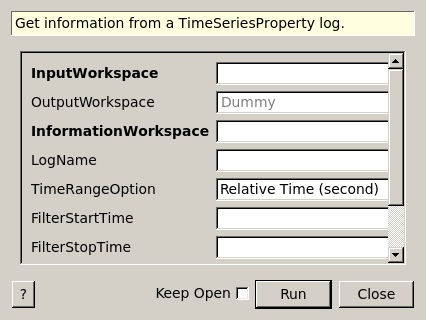 Get information from a TimeSeriesProperty log.
InputWorkspace
OutputWorkspace Dummy
InformationWorkspace
LogName
TimeRangeOption Relative Time (second)
FilterStartTime
FilterStopTime
? Keep Open Run Close